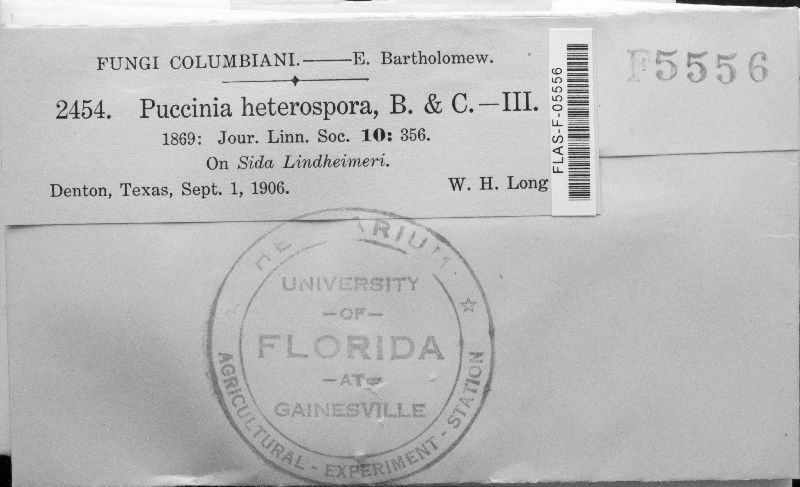 FUNGI COLUMBIANI.——E. Bartholomew.
2454. Puccinia heterospora, B. & C.—III.
1869: Jour. Linn. Soc. 10: 356.
On Sida Lindheimeri.
Denton, Texas, Sept. 1, 1906. W. H. Long
FLAS-F-05556
F5556
HERBARIUM
UNIVERSITY
—OF—
FLORIDA
—AT—
GAINESVILLE
AGRICULTURAL - EXPERIMENT - STATION